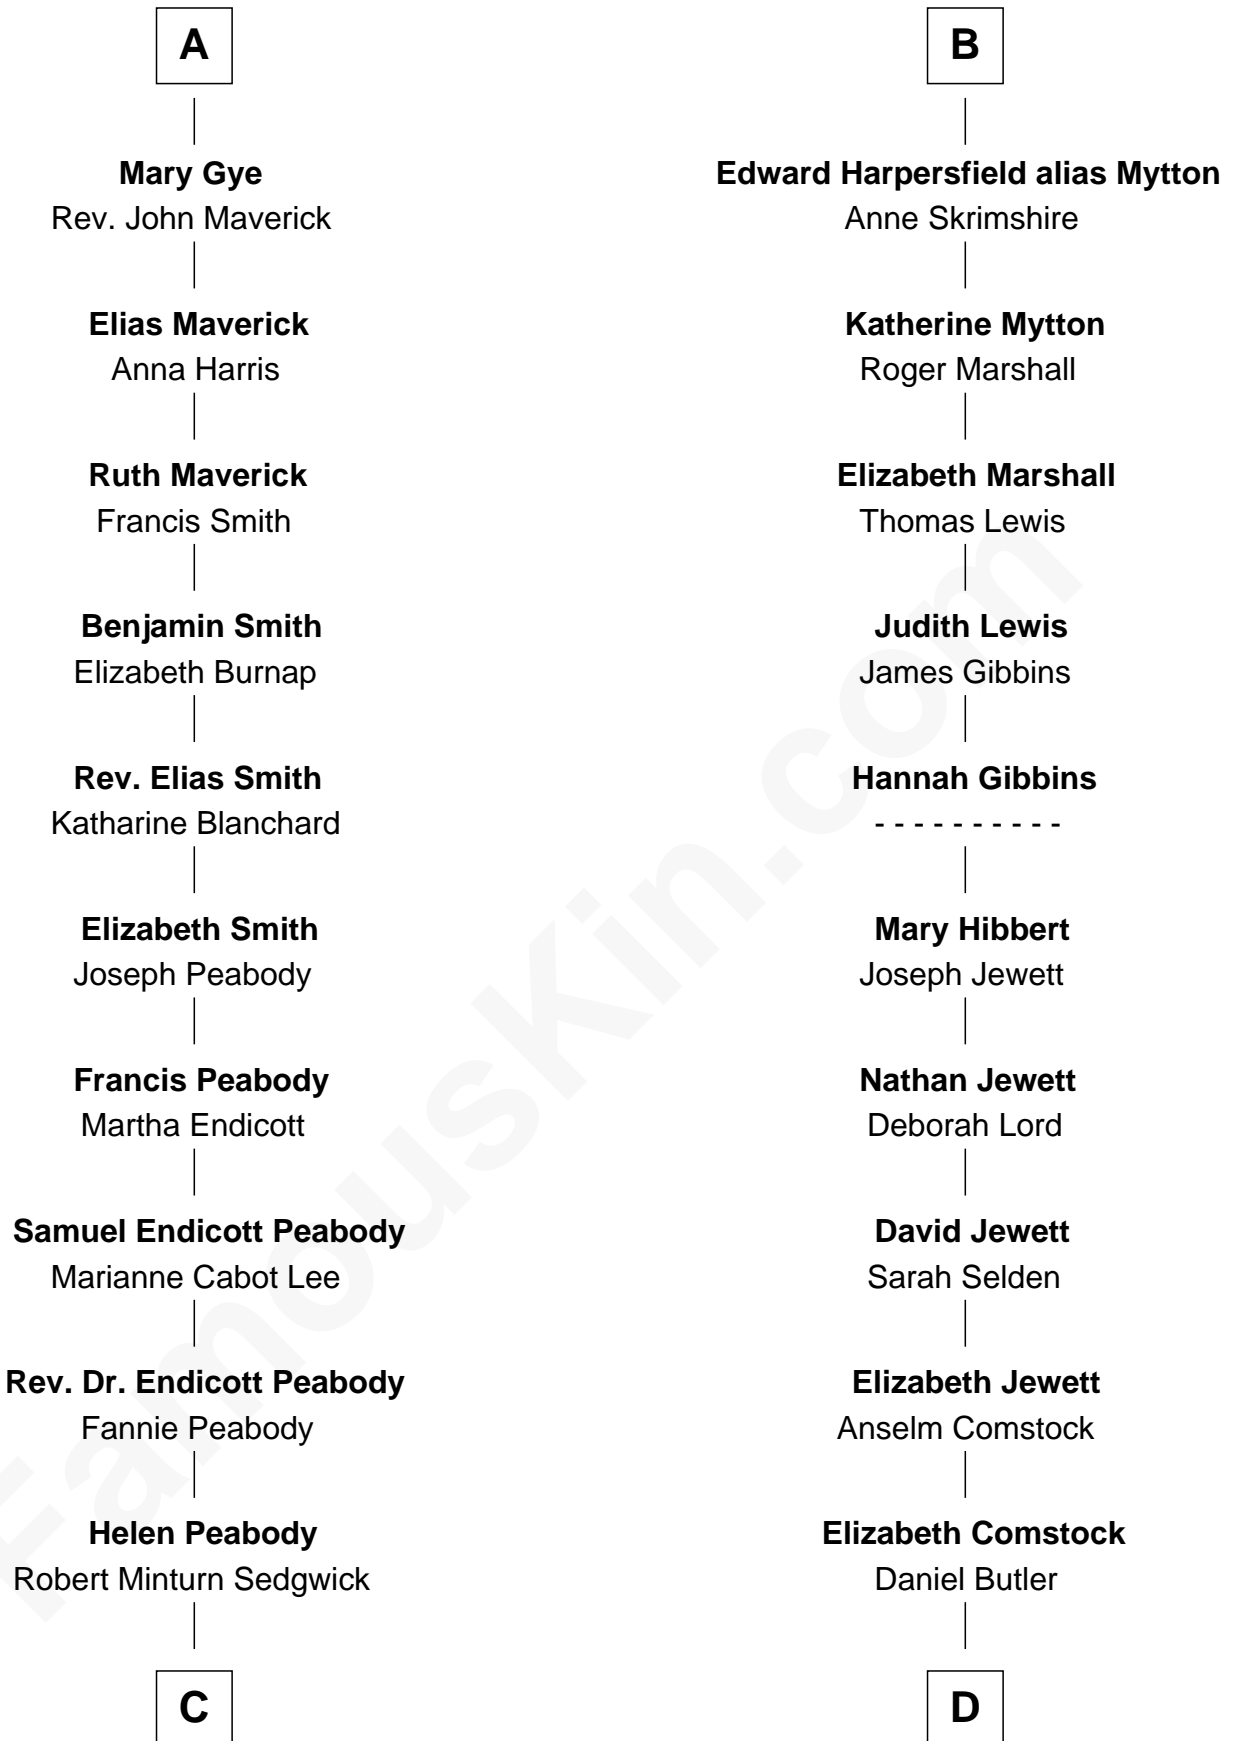 A
Mary Gye
Rev. John Maverick
Elias Maverick
Anna Harris
Ruth Maverick
Francis Smith
Benjamin Smith
Elizabeth Burnap
Rev. Elias Smith
Katharine Blanchard
Elizabeth Smith
Joseph Peabody
Francis Peabody
Martha Endicott
Samuel Endicott Peabody
Marianne Cabot Lee
Rev. Dr. Endicott Peabody
Fannie Peabody
Helen Peabody
Robert Minturn Sedgwick
C
B
Edward Harpersfield alias Mytton
Anne Skrimshire
Katherine Mytton
Roger Marshall
Elizabeth Marshall
Thomas Lewis
Judith Lewis
James Gibbins
Hannah Gibbins
- - - - - - - - - -
Mary Hibbert
Joseph Jewett
Nathan Jewett
Deborah Lord
David Jewett
Sarah Selden
Elizabeth Jewett
Anselm Comstock
Elizabeth Comstock
Daniel Butler
D
FamousKin.com